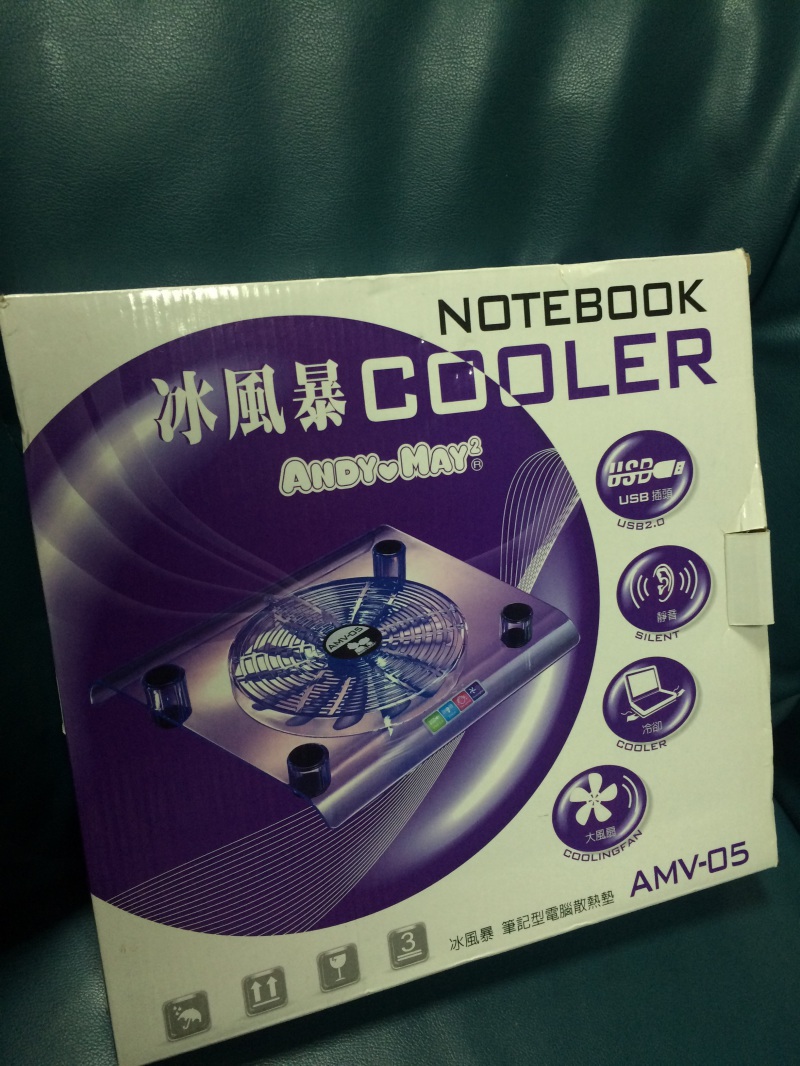 NOTEBOOK
冰風暴 COOLER
ANDY♥MAY²®
USB
USB 插頭
USB2.0
靜音
SILENT
冷卻
COOLER
大風扇
COOLINGFAN
AMV-05
AMV-05
冰風暴 筆記型電腦散熱墊
3